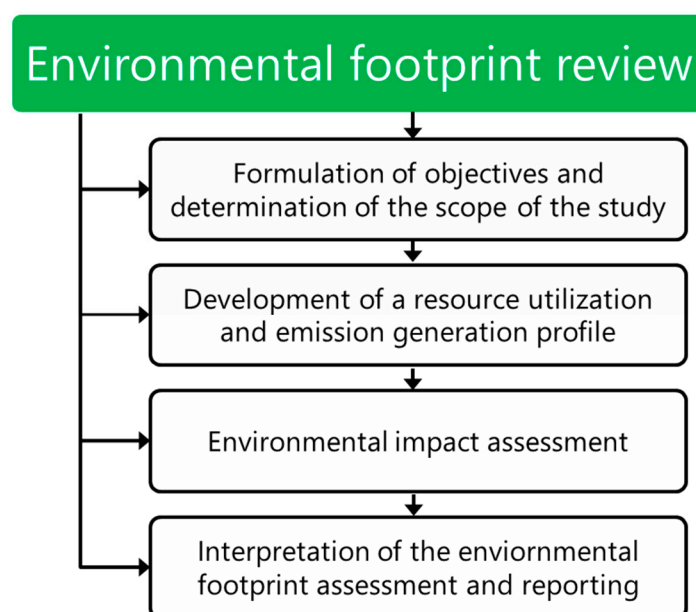 Environmental footprint review
Formulation of objectives and
determination of the scope of the study
Development of a resource utilization
and emission generation profile
Environmental impact assessment
Interpretation of the enviornmental
footprint assessment and reporting